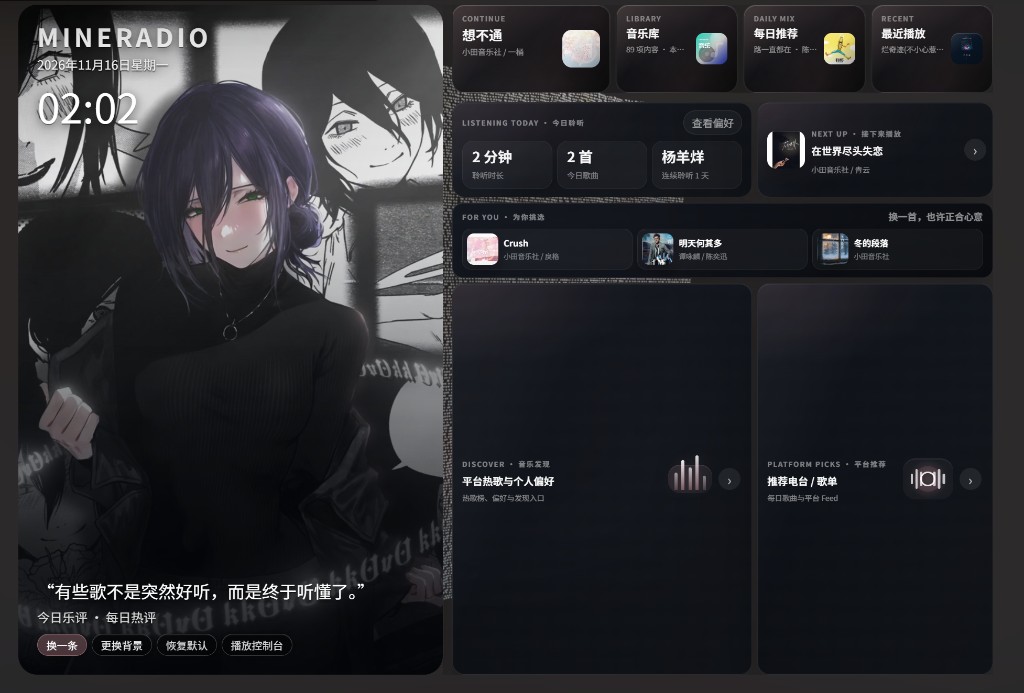 MINERADIO
2026年11月16日星期一
02:02
“有些歌不是突然好听，而是终于听懂了。”
今日乐评 · 每日热评
换一条
更换背景
恢复默认
播放控制台
CONTINUE
想不通
小田音乐社 / 一桶
LIBRARY
音乐库
89 项内容 · 本…
DAILY MIX
每日推荐
路一直都在 · 陈…
RECENT
最近播放
烂奇迹(不小心蔓…
LISTENING TODAY · 今日聆听
查看偏好
2 分钟
聆听时长
2 首
今日歌曲
杨羊烊
连续聆听 1 天
NEXT UP · 接下来播放
在世界尽头失恋
小田音乐社 / 青云
FOR YOU · 为你挑选
换一首，也许正合心意
Crush
小田音乐社 / 良格
明天何其多
谭咏麟 / 陈奕迅
冬的段落
小田音乐社
DISCOVER · 音乐发现
平台热歌与个人偏好
热歌榜、偏好与发现入口
PLATFORM PICKS · 平台推荐
推荐电台 / 歌单
每日歌曲与平台 Feed